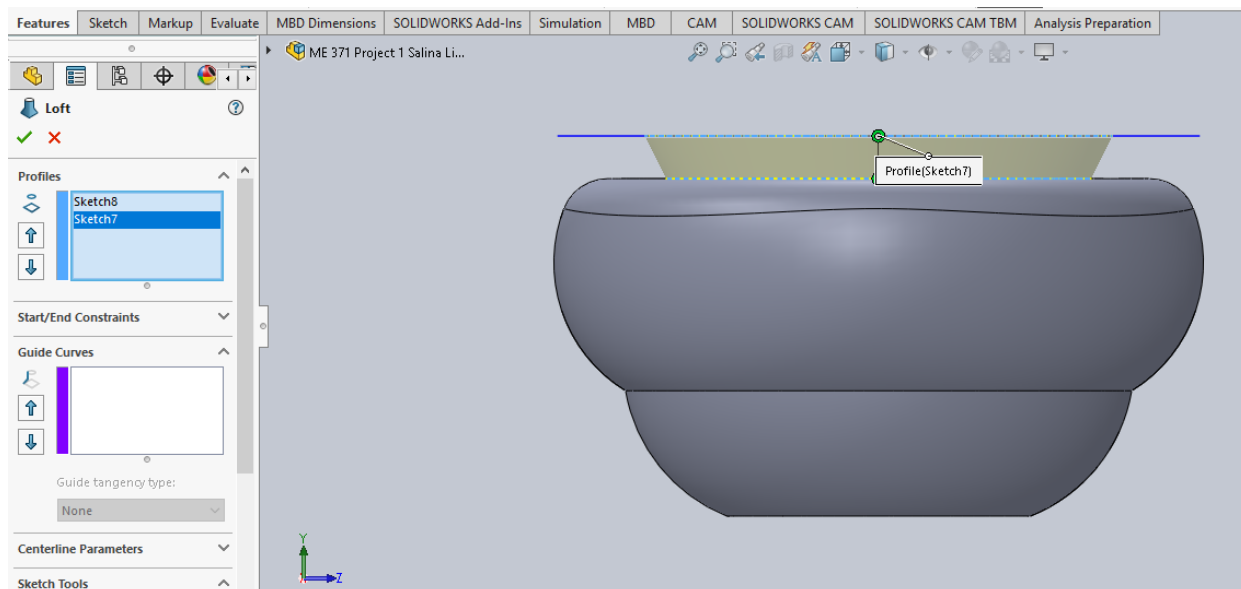 Features Sketch Markup Evaluate MBD Dimensions SOLIDWORKS Add-Ins Simulation MBD CAM SOLIDWORKS CAM SOLIDWORKS CAM TBM Analysis Preparation
ME 371 Project 1 Salina Li...
Loft
Profiles
Sketch8
Sketch7
Profile(Sketch7)
Start/End Constraints
Guide Curves
Guide tangency type:
None
Centerline Parameters
Sketch Tools
Y
Z